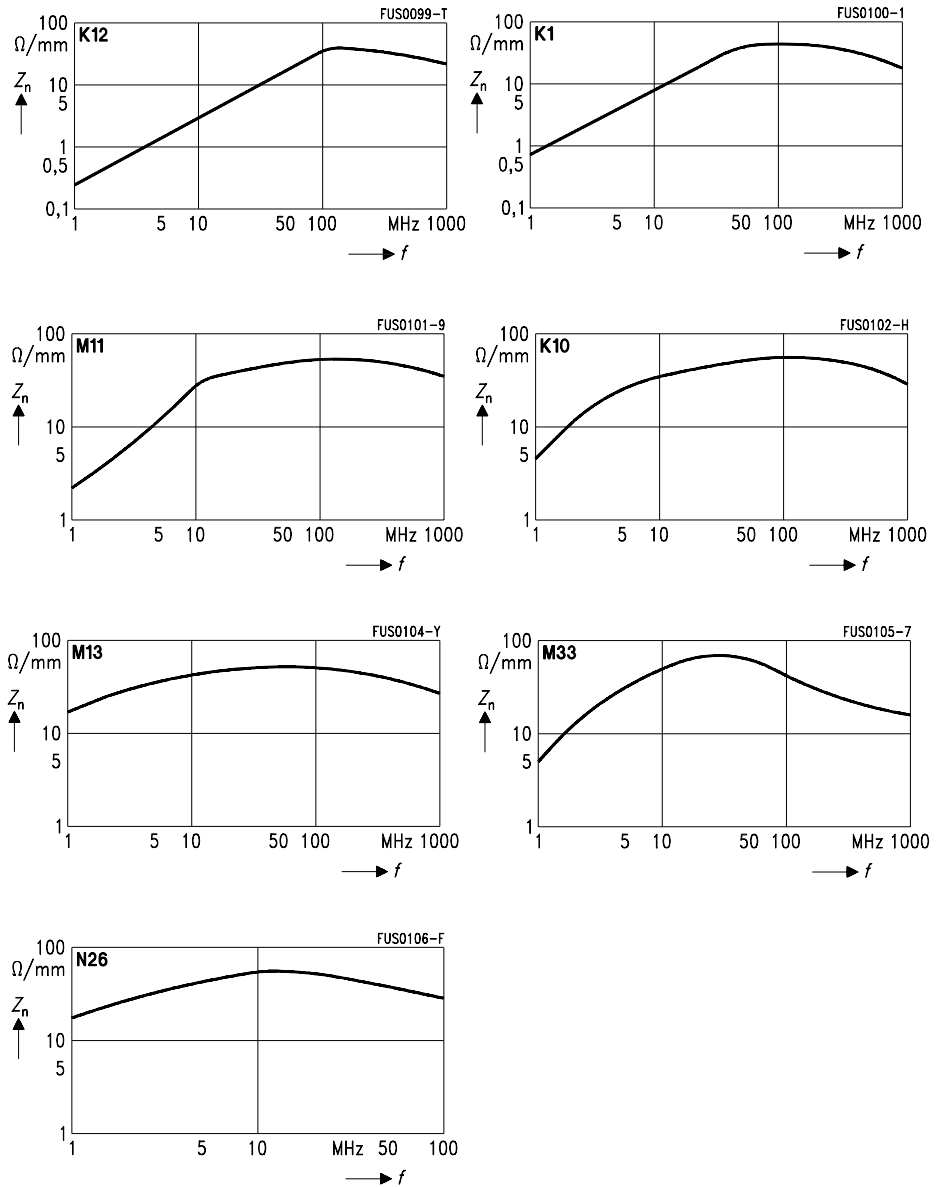 FUS0099-T
100
K12
Ω/mm
Zn
10
5
1
0,5
0,1
1 5 10 50 100 MHz 1000
f
FUS0100-1
100
K1
Ω/mm
Zn
10
5
1
0,5
0,1
1 5 10 50 100 MHz 1000
f
FUS0101-9
100
M11
Ω/mm
Zn
10
5
1
1 5 10 50 100 MHz 1000
f
FUS0102-H
100
K10
Ω/mm
Zn
10
5
1
1 5 10 50 100 MHz 1000
f
FUS0104-Y
100
M13
Ω/mm
Zn
10
5
1
1 5 10 50 100 MHz 1000
f
FUS0105-7
100
M33
Ω/mm
Zn
10
5
1
1 5 10 50 100 MHz 1000
f
FUS0106-F
100
N26
Ω/mm
Zn
10
5
1
1 5 10 MHz 50 100
f